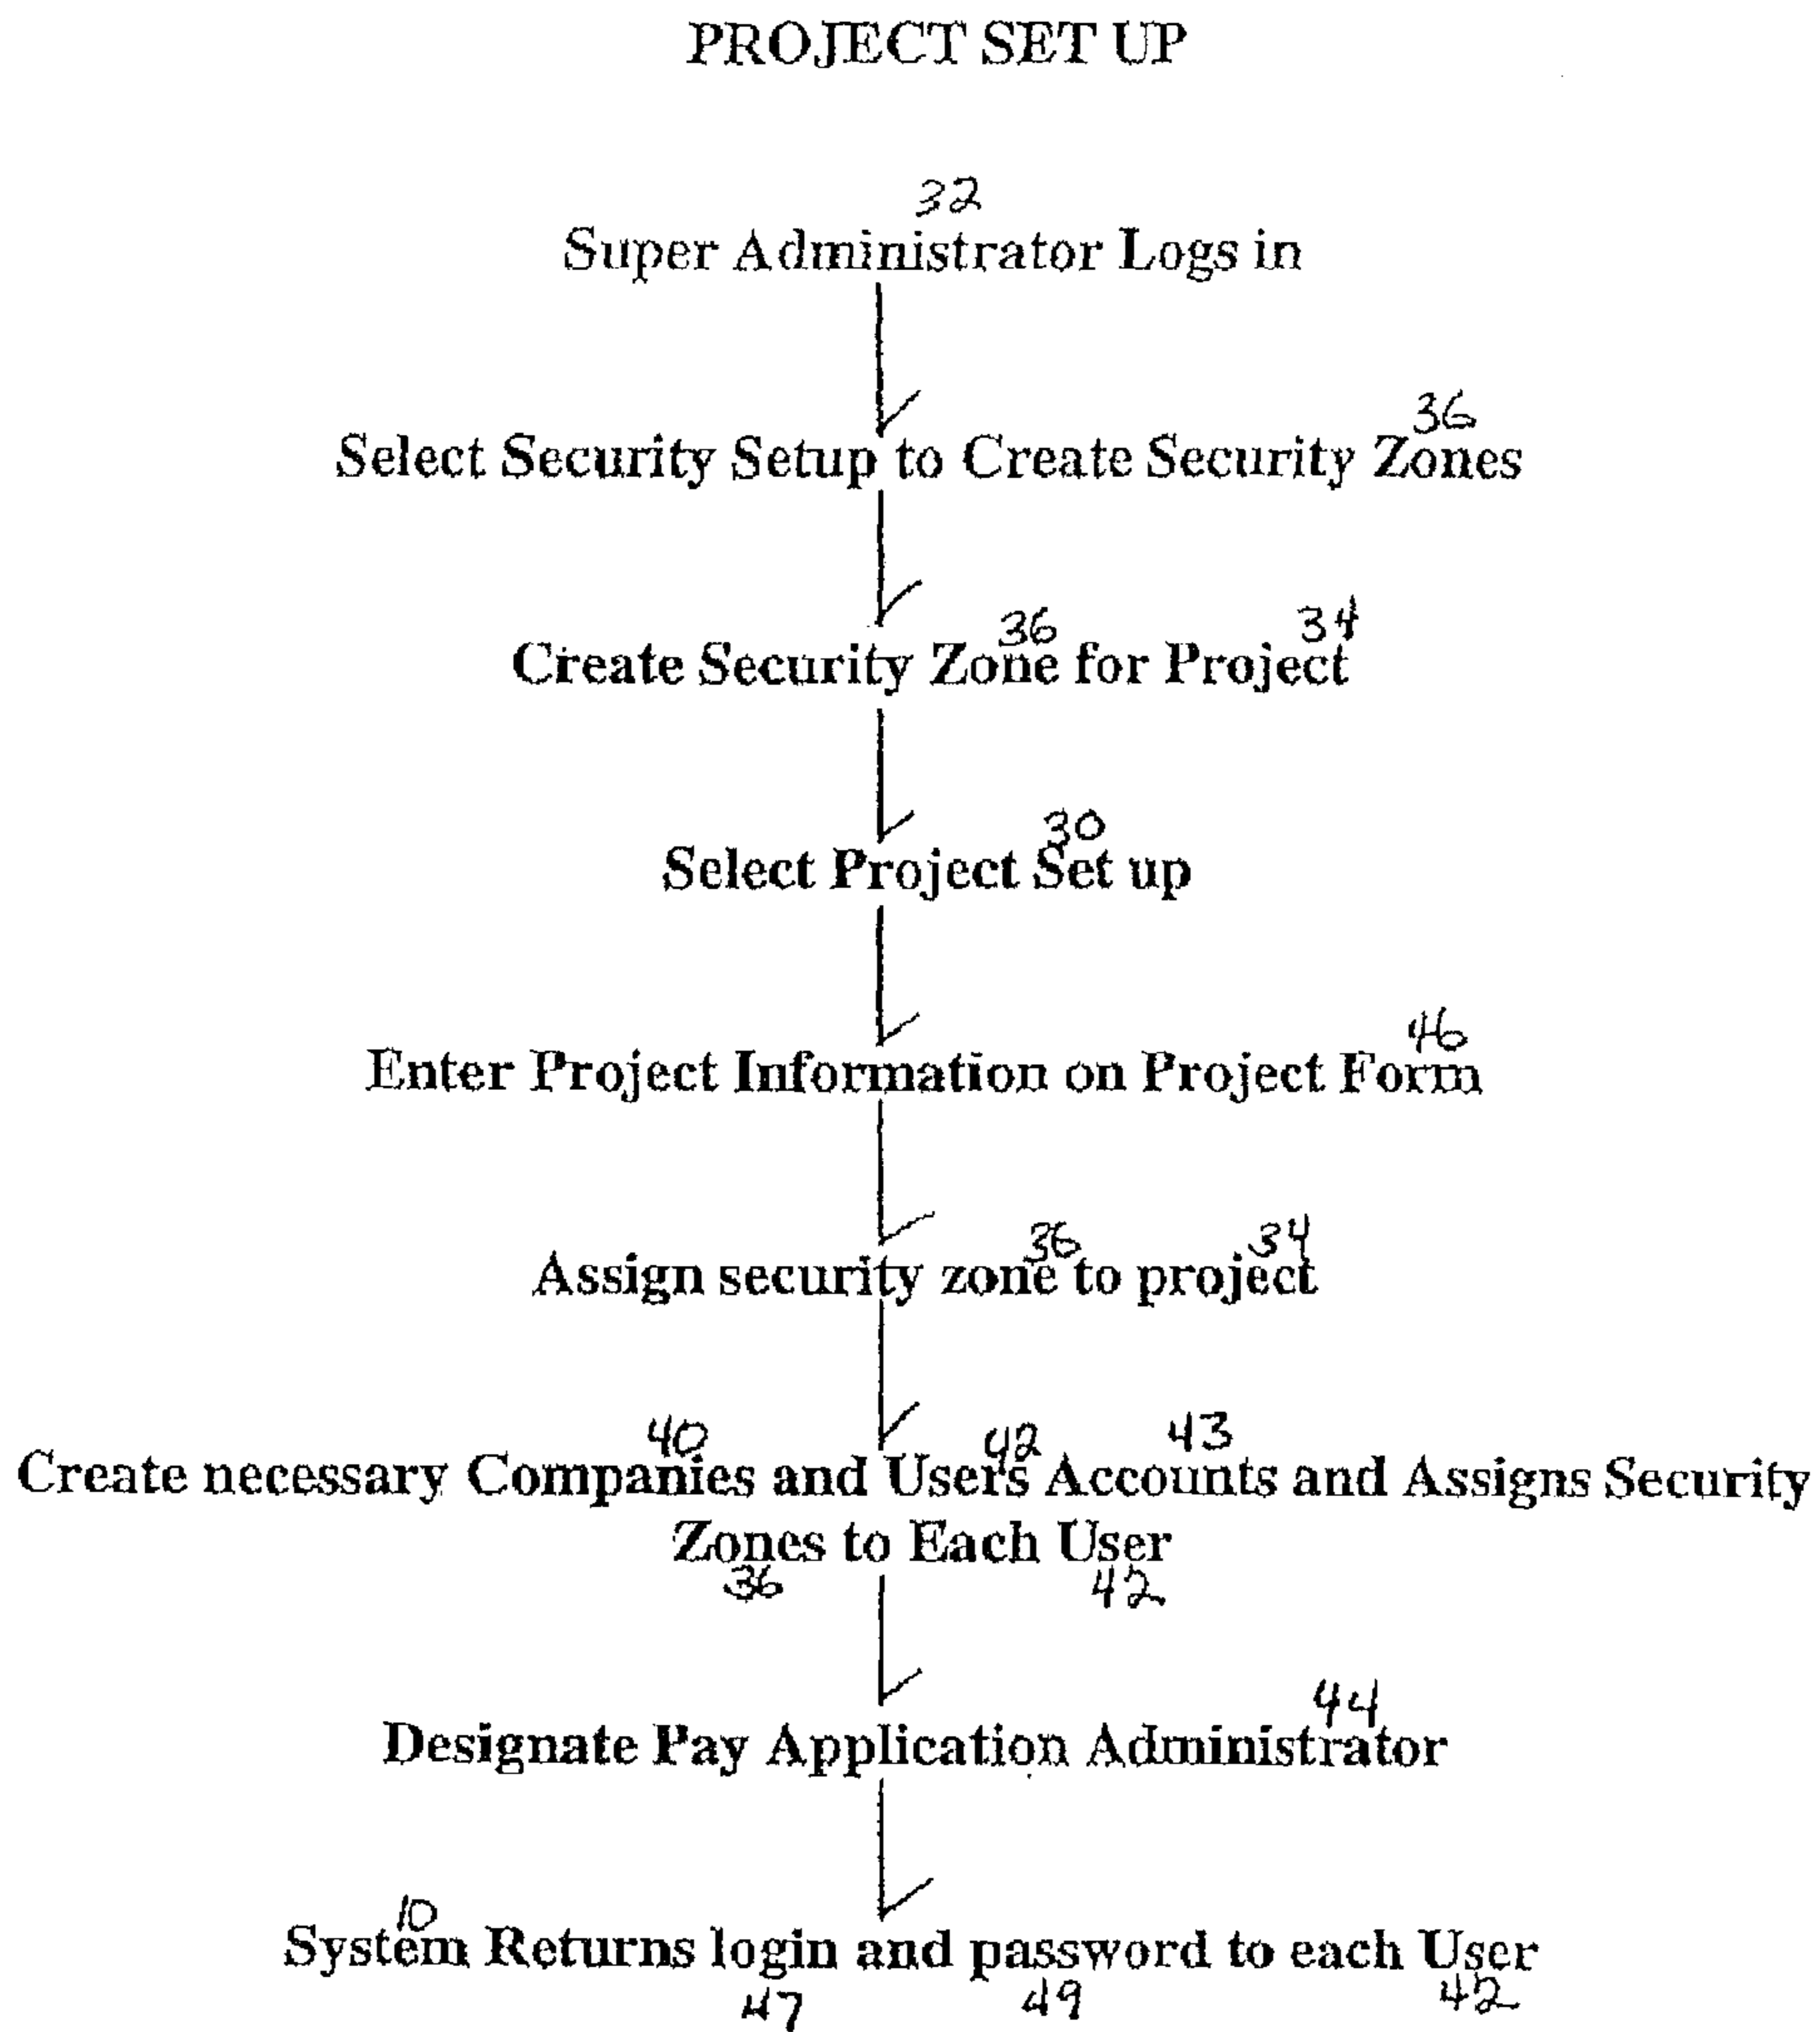 PROJECT SET UP
32
Super Administrator Logs in
36
Select Security Setup to Create Security Zones
36 34
Create Security Zone for Project
30
Select Project Set up
46
Enter Project Information on Project Form
36 34
Assign security zone to project
40 42 43
Create necessary Companies and Users Accounts and Assigns Security
Zones to Each User
36 42
44
Designate Pay Application Administrator
10
System Returns login and password to each User
47 49 42